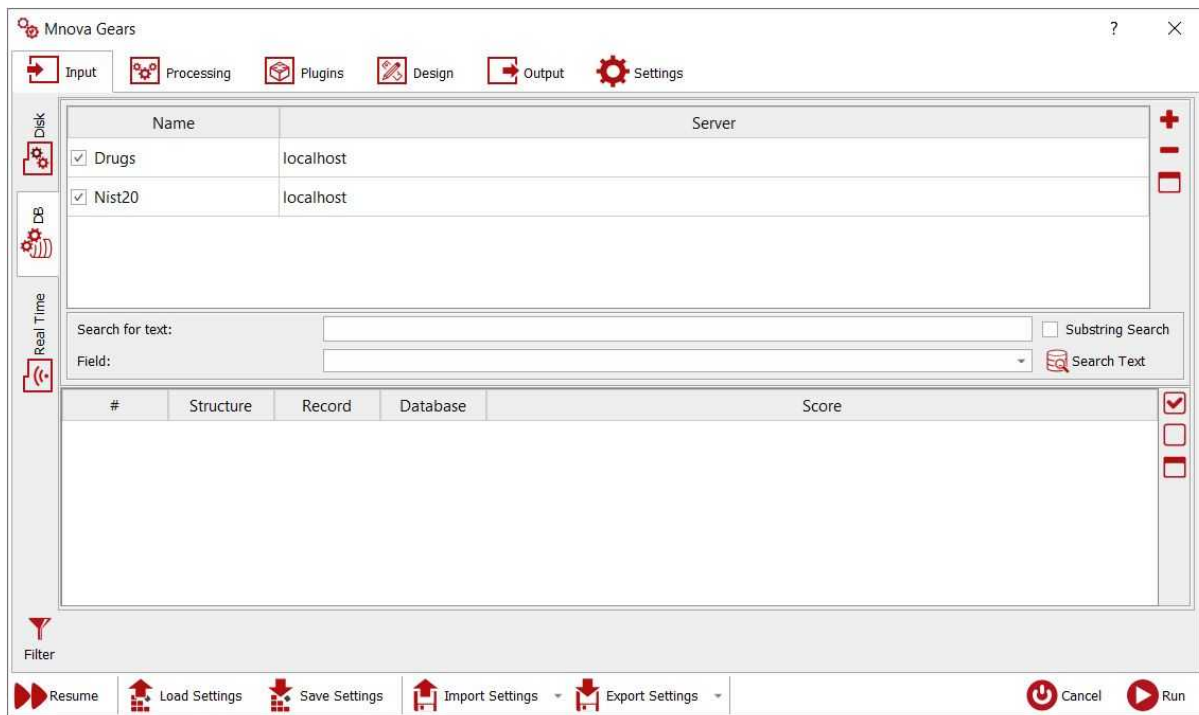 Mnova Gears
?
Input Processing Plugins Design Output Settings
Disk
DB
Real Time
Name Server
Drugs localhost
Nist20 localhost
Search for text: Substring Search
Field: Search Text
# Structure Record Database Score
Filter
Resume Load Settings Save Settings Import Settings Export Settings Cancel Run